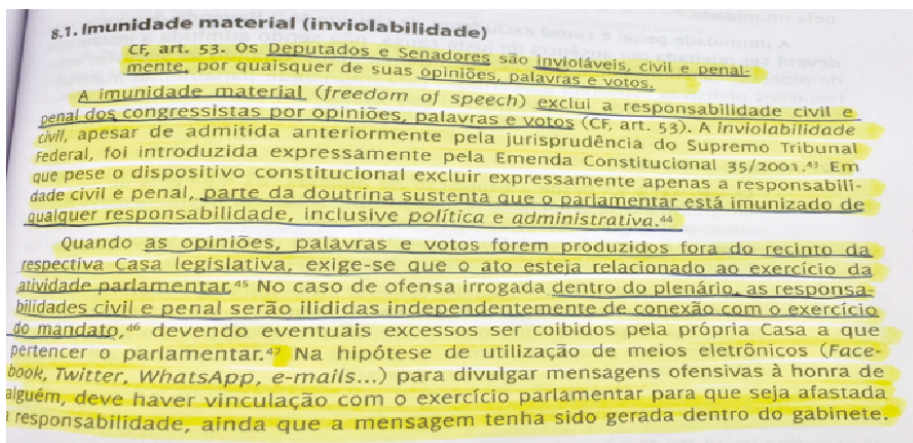 8.1. Imunidade material (inviolabilidade)
CF, art. 53. Os Deputados e Senadores são invioláveis, civil e penal-
mente, por quaisquer de suas opiniões, palavras e votos.
A imunidade material (freedom of speech) exclui a responsabilidade civil e
penal dos congressistas por opiniões, palavras e votos (CF, art. 53). A inviolabilidade
civil, apesar de admitida anteriormente pela jurisprudência do Supremo Tribunal
Federal, foi introduzida expressamente pela Emenda Constitucional 35/2001.⁴³ Em
que pese o dispositivo constitucional excluir expressamente apenas a responsabili-
dade civil e penal, parte da doutrina sustenta que o parlamentar está imunizado de
qualquer responsabilidade, inclusive política e administrativa.⁴⁴
Quando as opiniões, palavras e votos forem produzidos fora do recinto da
respectiva Casa legislativa, exige-se que o ato esteja relacionado ao exercício da
atividade parlamentar.⁴⁵ No caso de ofensa irrogada dentro do plenário, as responsa-
bilidades civil e penal serão ilididas independentemente de conexão com o exercício
do mandato,⁴⁶ devendo eventuais excessos ser coibidos pela própria Casa a que
pertencer o parlamentar.⁴⁷ Na hipótese de utilização de meios eletrônicos (Face-
book, Twitter, WhatsApp, e-mails...) para divulgar mensagens ofensivas à honra de
alguém, deve haver vinculação com o exercício parlamentar para que seja afastada
a responsabilidade, ainda que a mensagem tenha sido gerada dentro do gabinete.